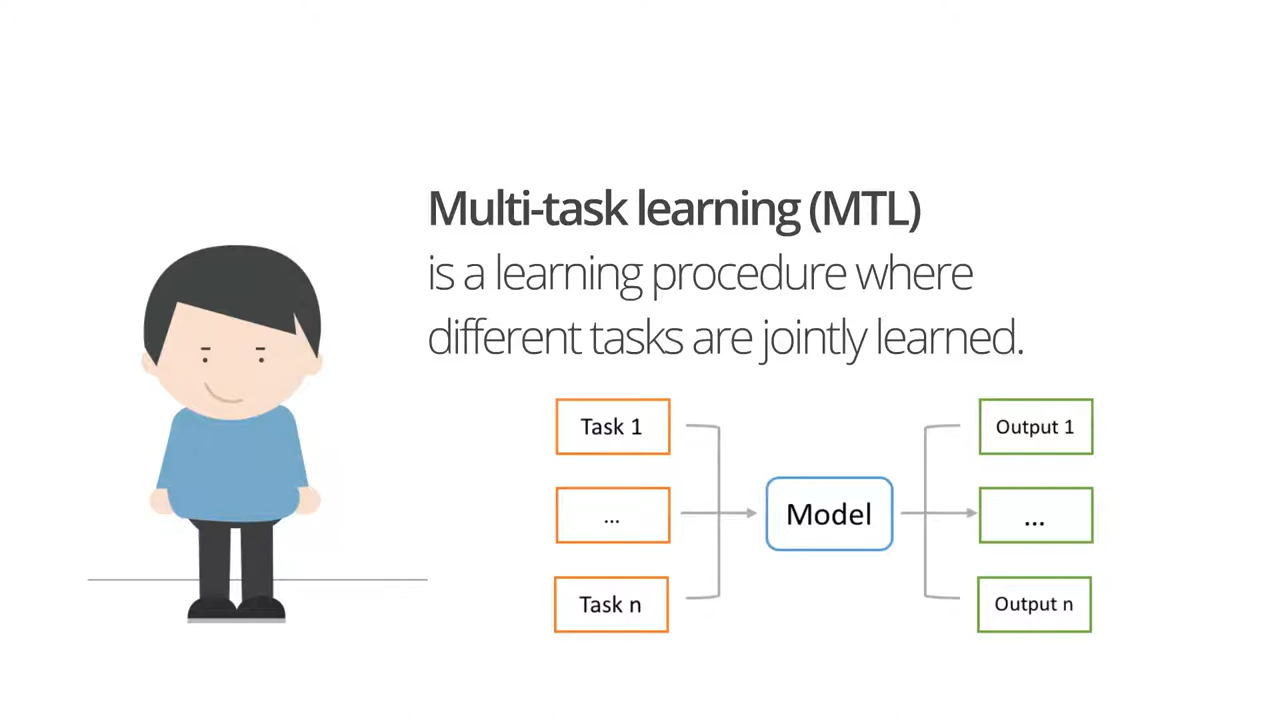 Multi-task learning (MTL)
is a learning procedure where
different tasks are jointly learned.
Task 1
...
Task n
Model
Output 1
...
Output n